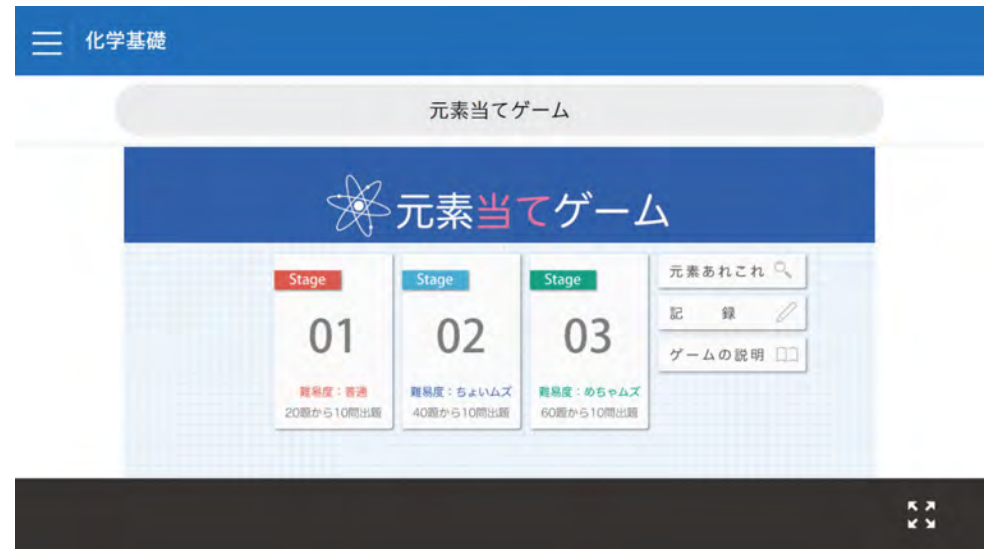 化学基礎
元素当てゲーム
元素当てゲーム
Stage
01
難易度：普通
20題から10問出題
Stage
02
難易度：ちょいムズ
40題から10問出題
Stage
03
難易度：めちゃムズ
60題から10問出題
元素あれこれ
記録
ゲームの説明